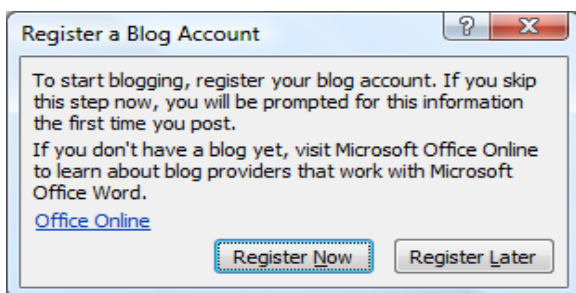 Register a Blog Account
To start blogging, register your blog account. If you skip
this step now, you will be prompted for this information
the first time you post.
If you don't have a blog yet, visit Microsoft Office Online
to learn about blog providers that work with Microsoft
Office Word.
Office Online
Register Now
Register Later